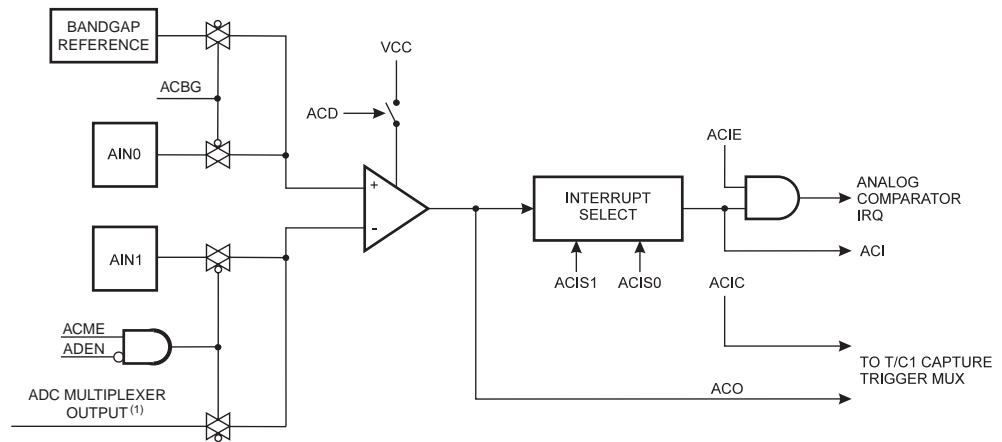 BANDGAP
REFERENCE
ACBG
AIN0
VCC
ACD
+
-
AIN1
ACME
ADEN
ADC MULTIPLEXER
OUTPUT (1)
INTERRUPT
SELECT
ACIS1 ACIS0
ACIE
ANALOG
COMPARATOR
IRQ
ACI
ACIC
TO T/C1 CAPTURE
TRIGGER MUX
ACO